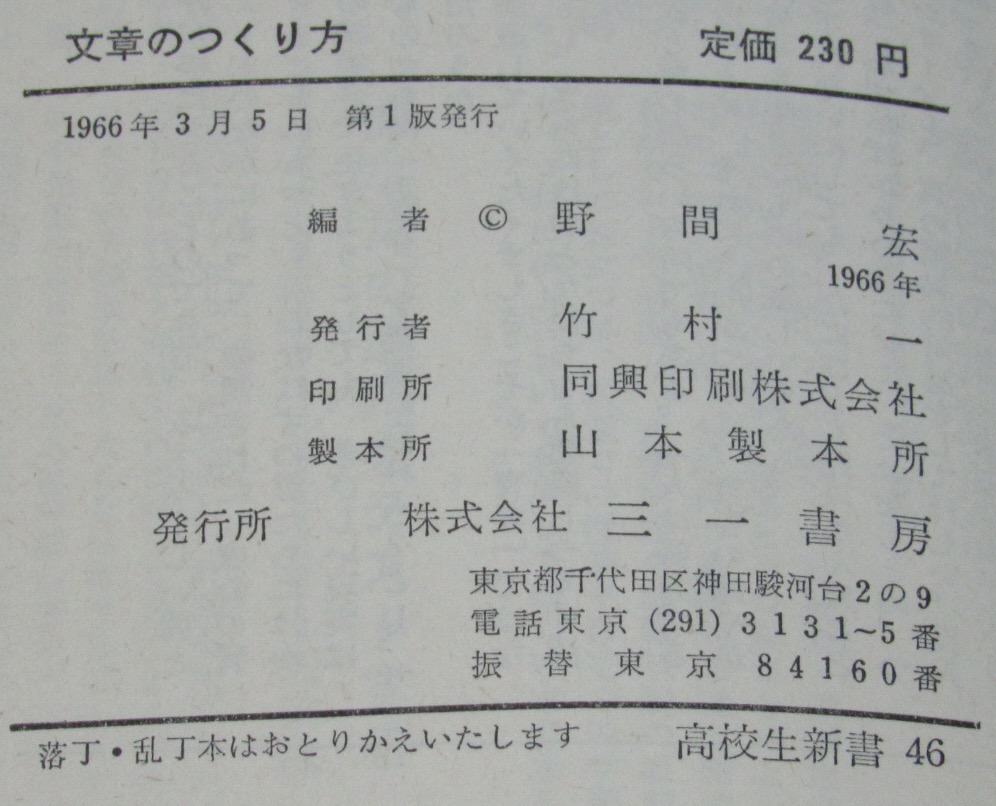 文章のつくり方 定価 230 円
1966年 3 月 5 日 第1版発行
編者 © 野間宏
1966年
発行者 竹村一
印刷所 同興印刷株式会社
製本所 山本製本所
発行所 株式会社 三一書房
東京都千代田区神田駿河台2の9
電話東京 (291) 3131~5番
振替東京 84160番
落丁・乱丁本はおとりかえいたします 高校生新書 46